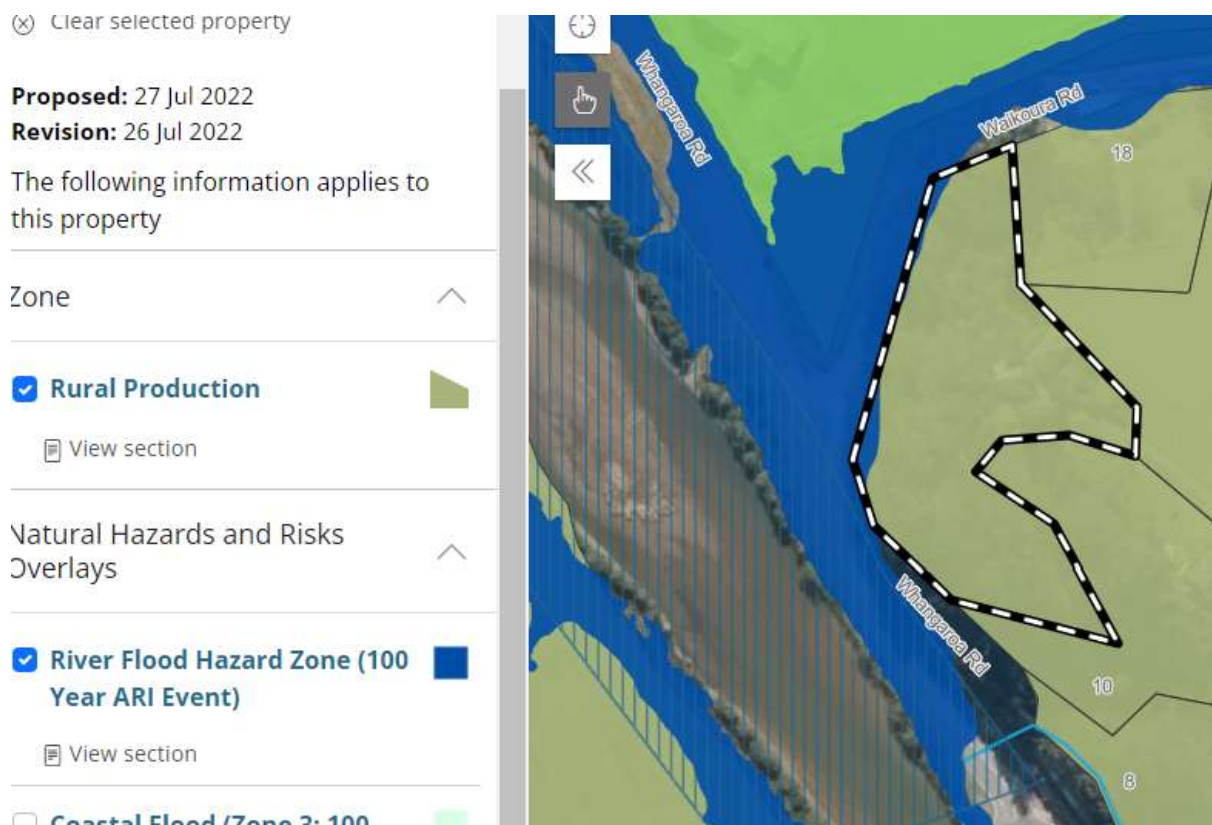 Clear selected property
Proposed: 27 Jul 2022
Revision: 26 Jul 2022
The following information applies to
this property
Zone
Rural Production
View section
Natural Hazards and Risks
Overlays
River Flood Hazard Zone (100
Year ARI Event)
View section
Coastal Flood (Zone 3: 100
Whangaroa Rd
Waikoura Rd
18
Whangaroa Rd
10
8